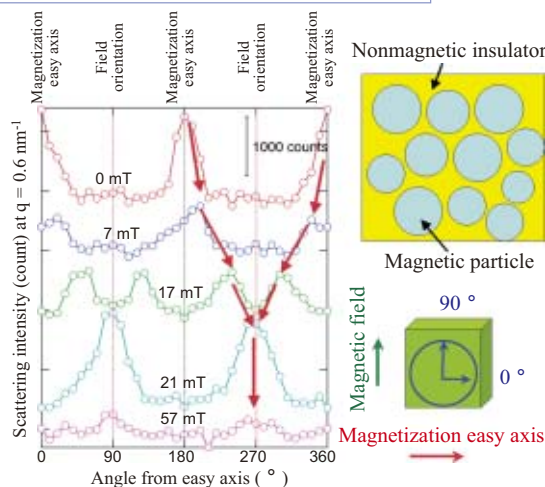 Magnetization
easy axis
Field
orientation
Magnetization
easy axis
Field
orientation
Magnetization
easy axis
Scattering intensity (count) at q = 0.6 nm⁻¹
1000 counts
0 mT
7 mT
17 mT
21 mT
57 mT
0
90
180
270
360
Angle from easy axis ( ° )
Nonmagnetic insulator
Magnetic particle
Magnetic field
90 °
0 °
Magnetization easy axis